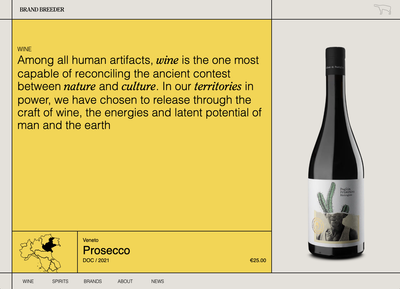 BRAND BREEDER
WINE
Among all human artifacts, wine is the one most
capable of reconciling the ancient contest
between nature and culture. In our territories in
power, we have chosen to release through the
craft of wine, the energies and latent potential of
man and the earth
Veneto
Prosecco
DOC / 2021
€25.00
WINE SPIRITS BRANDS ABOUT NEWS